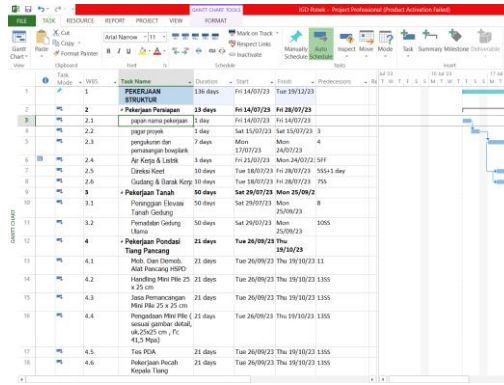 GANTT CHART TOOLS
IGD Ponek - Project Professional (Product Activation Failed)
FILE TASK RESOURCE REPORT PROJECT VIEW FORMAT
Gantt Chart
Paste
Cut
Copy
Format Painter
Arial Narrow 11
B I U
Mark on Track
Respect Links
Inactivate
Manually Schedule
Auto Schedule
Inspect Move Mode
Task Summary Milestone Deliverable
View Clipboard Font Schedule Tasks Insert
Task Mode WBS Task Name Duration Start Finish Predecessors
1 1 PEKERJAAN STRUKTUR 136 days Fri 14/07/23 Tue 19/12/23
2 2 Pekerjaan Persiapan 13 days Fri 14/07/23 Fri 28/07/23
3 2.1 papan nama pekerjaan 1 day Fri 14/07/23 Fri 14/07/23
4 2.2 pagar proyek 1 day Sat 15/07/23 Sat 15/07/23 3
5 2.3 pengukuran dan pemasangan bowplank 7 days Mon 17/07/23 Mon 24/07/23 4
6 2.4 Air Kerja & Listrik 3 days Fri 21/07/23 Mon 24/07/2: 5FF
7 2.5 Direksi Keet 10 days Tue 18/07/23 Fri 28/07/23 5SS+1 day
8 2.6 Gudang & Barak Kerja 10 days Tue 18/07/23 Fri 28/07/23 7SS
9 3 Pekerjaan Tanah 50 days Sat 29/07/23 Mon 25/09/2
10 3.1 Peninggian Elevasi Tanah Gedung 50 days Sat 29/07/23 Mon 25/09/23 8
11 3.2 Pemadatan Gedung Utama 50 days Sat 29/07/23 Mon 25/09/23 10SS
12 4 Pekerjaan Pondasi Tiang Pancang 21 days Tue 26/09/23 Thu 19/10/23
13 4.1 Mob. Dan Demob. Alat Pancang HSPD 21 days Tue 26/09/23 Thu 19/10/23 11
14 4.2 Handling Mini Pile 25 x 25 cm 21 days Tue 26/09/23 Thu 19/10/23 13SS
15 4.3 Jasa Pemancangan Mini Pile 25 x 25 cm 21 days Tue 26/09/23 Thu 19/10/23 13SS
16 4.4 Pengadaan Mini Pile ( sesuai gambar detail, uk.25x25 cm , f'c 41,5 Mpa) 21 days Tue 26/09/23 Thu 19/10/23 13SS
17 4.5 Tes PDA 21 days Tue 26/09/23 Thu 19/10/23 13SS
18 4.6 Pekerjaan Pecah Kepala Tiang 21 days Tue 26/09/23 Thu 19/10/23 13SS
GANTT CHART